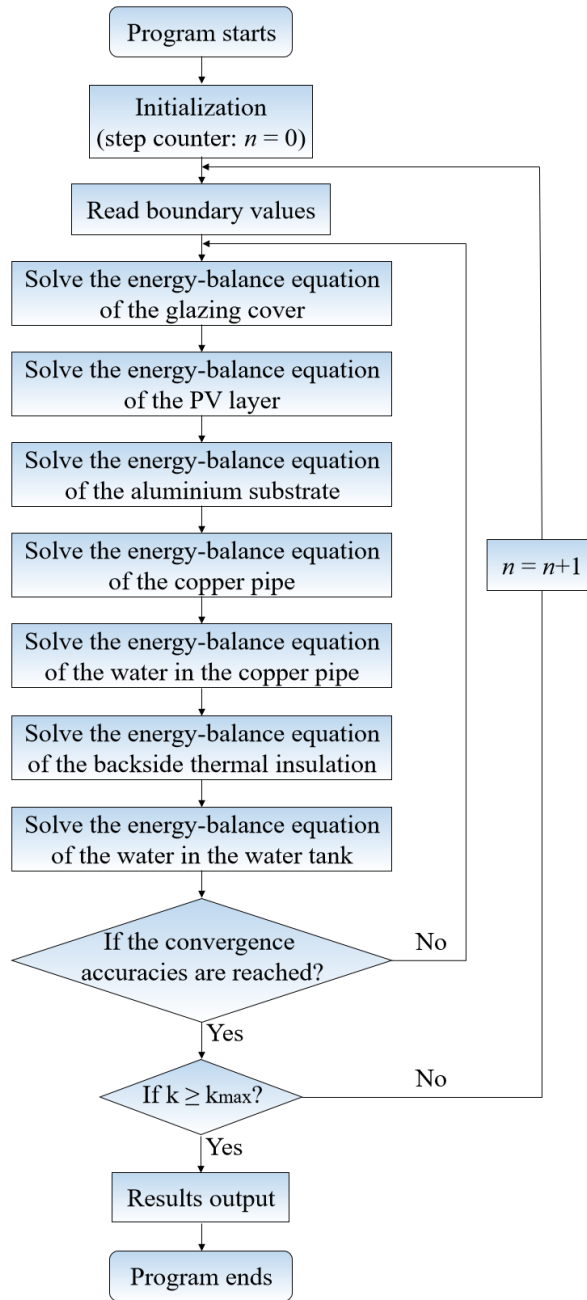 Program starts
Initialization
(step counter: n = 0)
Read boundary values
Solve the energy-balance equation
of the glazing cover
Solve the energy-balance equation
of the PV layer
Solve the energy-balance equation
of the aluminium substrate
Solve the energy-balance equation
of the copper pipe
n = n+1
Solve the energy-balance equation
of the water in the copper pipe
Solve the energy-balance equation
of the backside thermal insulation
Solve the energy-balance equation
of the water in the water tank
If the convergence
accuracies are reached?
No
Yes
If k ≥ kmax?
No
Yes
Results output
Program ends